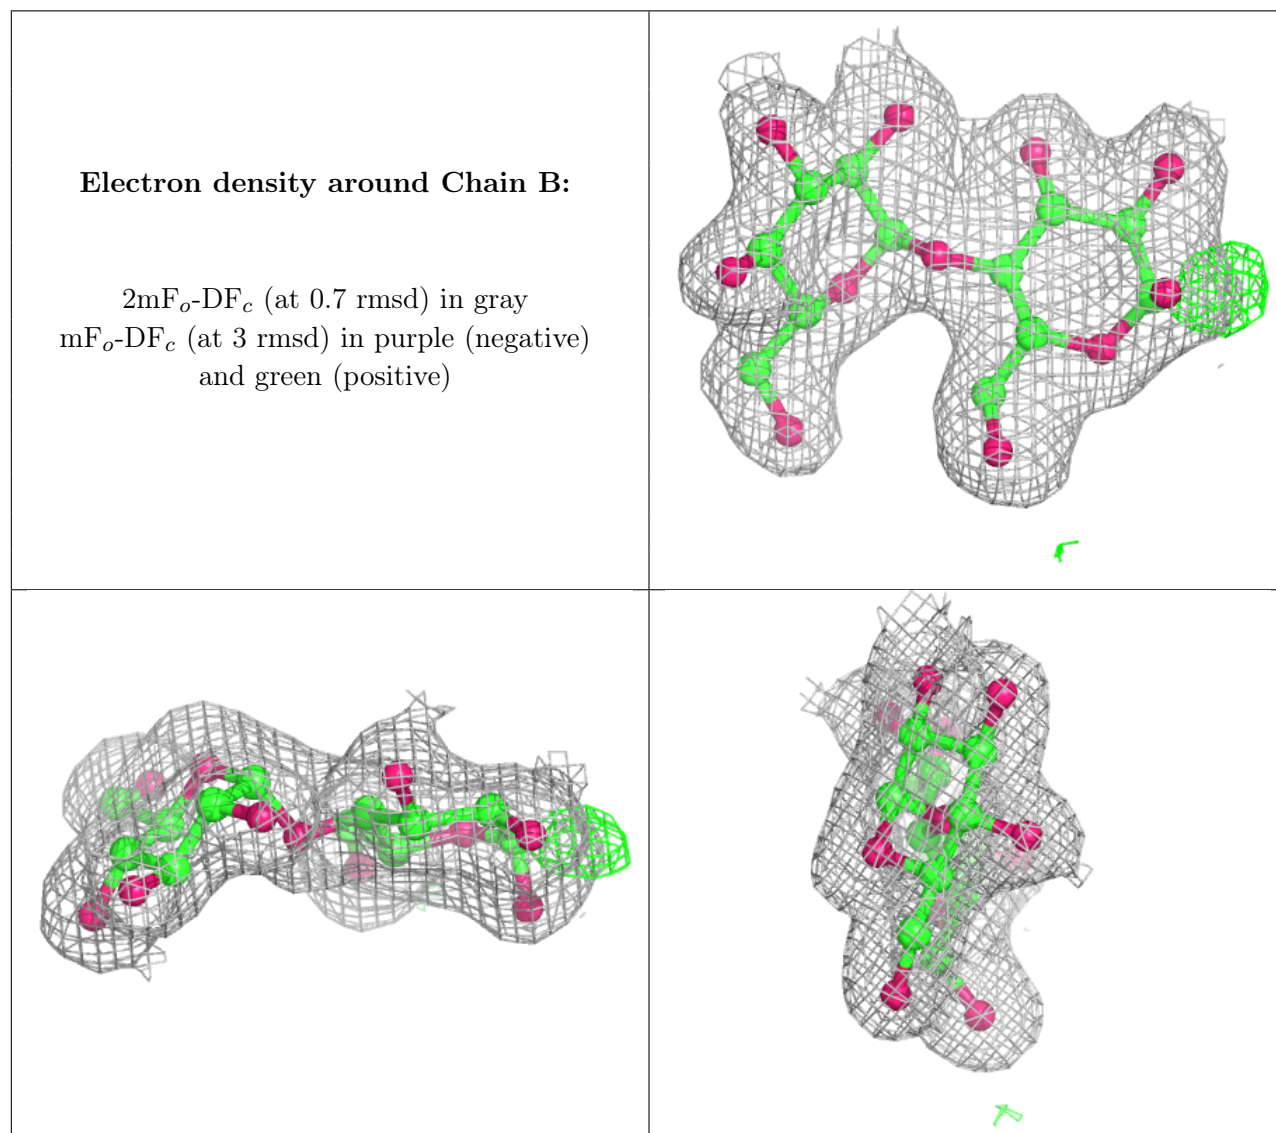 Electron density around Chain B:
2mFₒ-DF𝒸 (at 0.7 rmsd) in gray
mFₒ-DF𝒸 (at 3 rmsd) in purple (negative)
and green (positive)